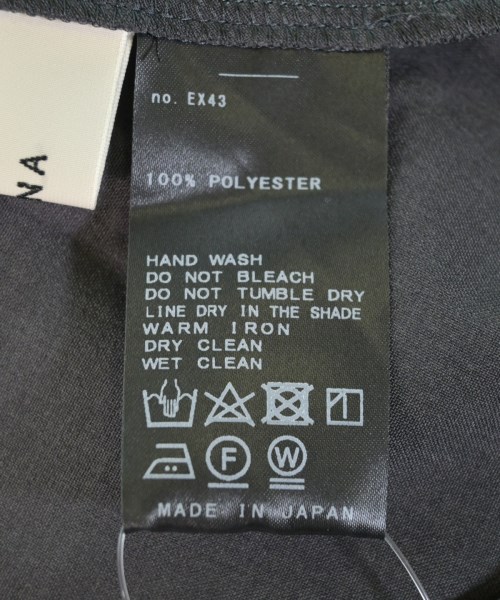 no. EX43
100% POLYESTER
HAND WASH
DO NOT BLEACH
DO NOT TUMBLE DRY
LINE DRY IN THE SHADE
WARM IRON
DRY CLEAN
WET CLEAN
F W
MADE IN JAPAN
NA